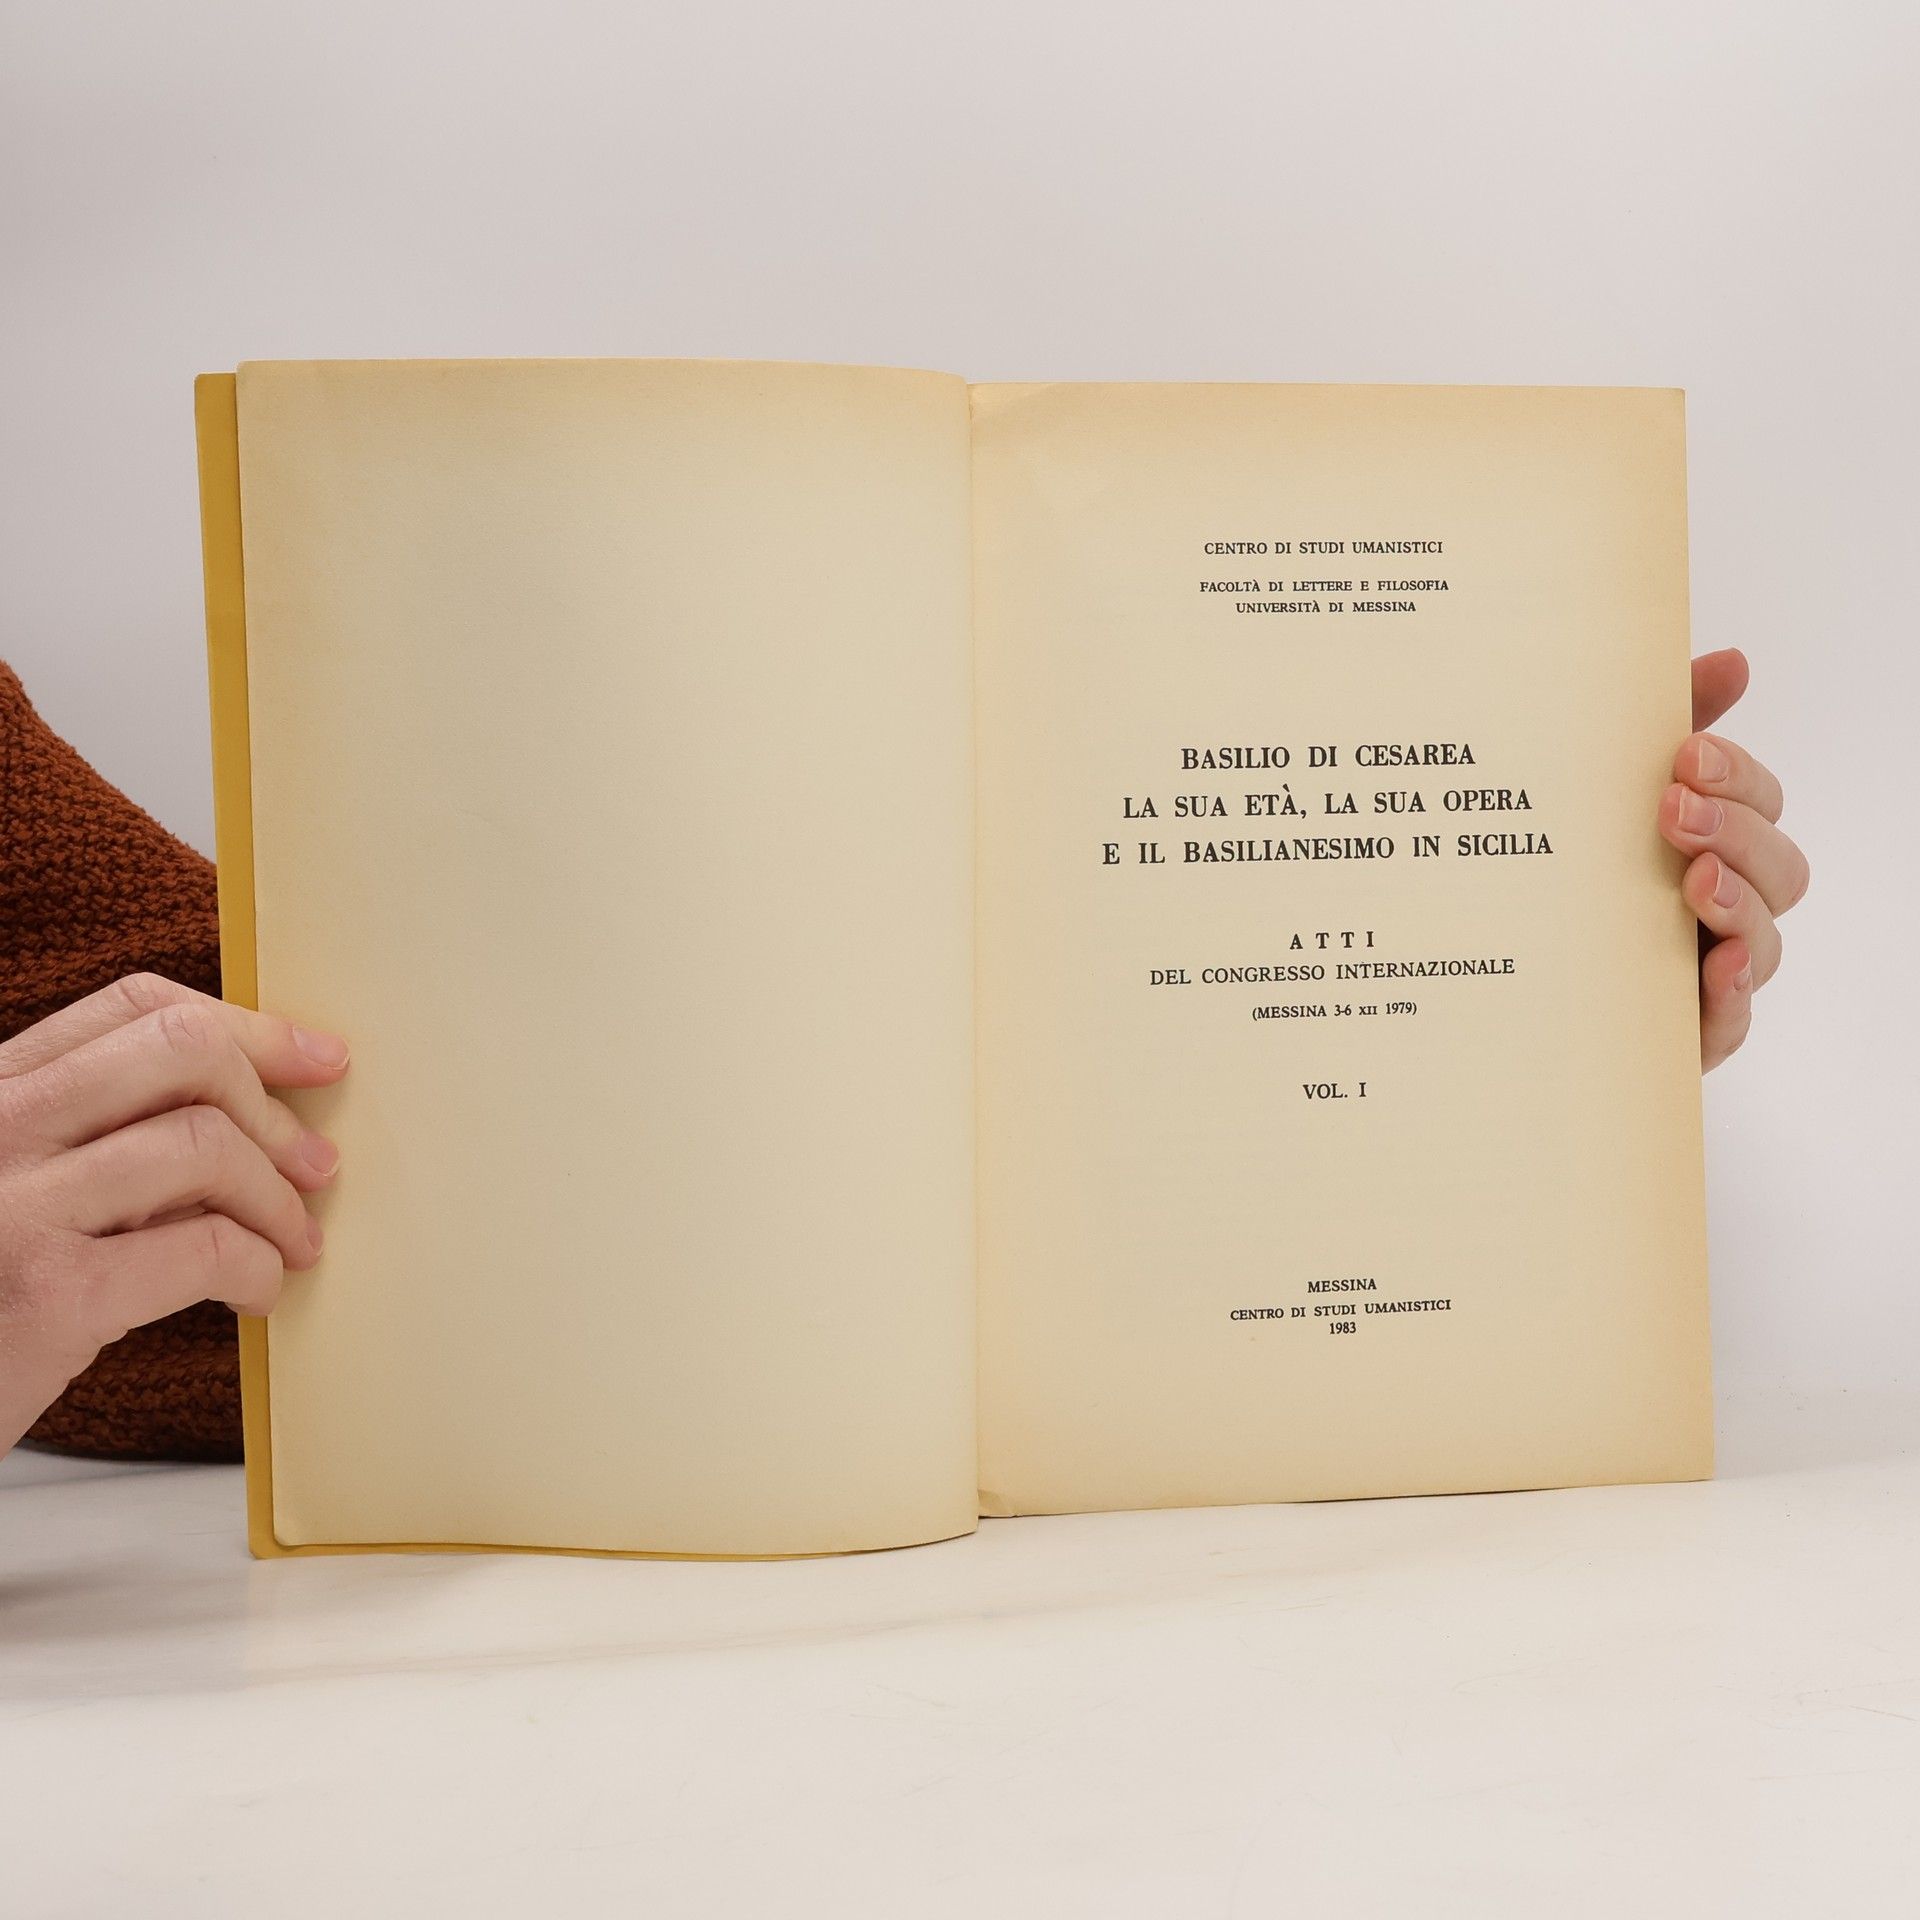 CENTRO DI STUDI UMANISTICI
FACOLTÀ DI LETTERE E FILOSOFIA
UNIVERSITÀ DI MESSINA
BASILIO DI CESAREA
LA SUA ETÀ, LA SUA OPERA
E IL BASILIANESIMO IN SICILIA
ATTI
DEL CONGRESSO INTERNAZIONALE
(MESSINA 3-6 XII 1979)
VOL. I
MESSINA
CENTRO DI STUDI UMANISTICI
1983